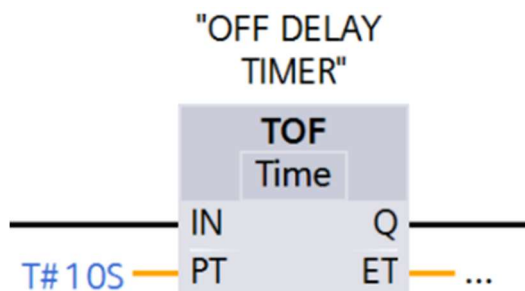 "OFF DELAY
TIMER"
TOF
Time
IN Q
T#10S PT ET ...